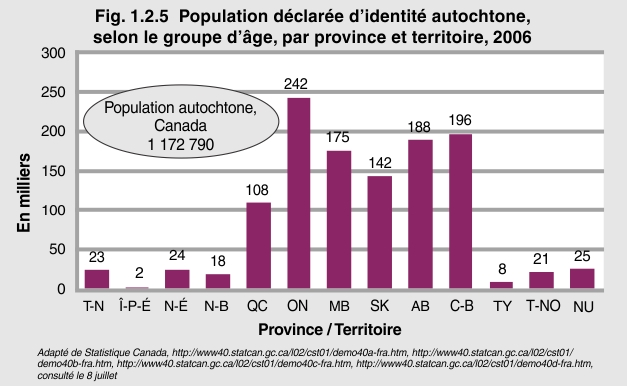 Fig. 1.2.5 Population déclarée d'identité autochtone,
selon le groupe d'âge, par province et territoire, 2006
300
250
200
150
100
50
0
En milliers
Population autochtone,
Canada
1 172 790
23
2
24
18
108
242
175
142
188
196
8
21
25
T-N Î-P-É N-É N-B QC ON MB SK AB C-B TY T-NO NU
Province / Territoire
Adapté de Statistique Canada, http://www40.statcan.gc.ca/l02/cst01/demo40a-fra.htm, http://www40.statcan.gc.ca/l02/cst01/
demo40b-fra.htm, http://www40.statcan.gc.ca/l02/cst01/demo40c-fra.htm, http://www40.statcan.gc.ca/l02/cst01/demo40d-fra.htm,
consulté le 8 juillet